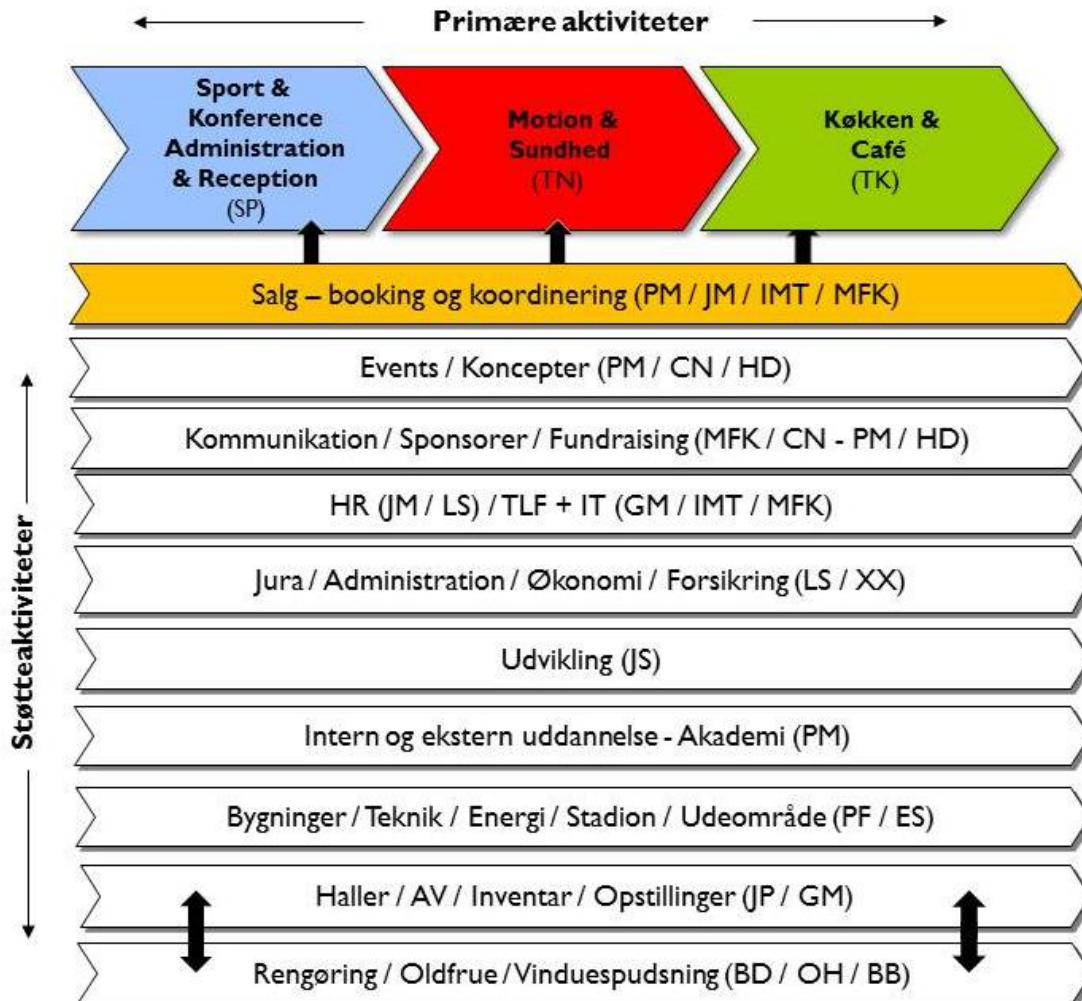 Primære aktiviteter
Sport &
Konference
Administration
& Reception
(SP)
Motion &
Sundhed
(TN)
Køkken &
Café
(TK)
Salg – booking og koordinering (PM / JM / IMT / MFK)
Støtteaktiviteter
Events / Koncepter (PM / CN / HD)
Kommunikation / Sponsorer / Fundraising (MFK / CN - PM / HD)
HR (JM / LS) / TLF + IT (GM / IMT / MFK)
Jura / Administration / Økonomi / Forsikring (LS / XX)
Udvikling (JS)
Intern og ekstern uddannelse - Akademi (PM)
Bygninger / Teknik / Energi / Stadion / Udeområde (PF / ES)
Haller / AV / Inventar / Opstillinger (JP / GM)
Rengøring / Oldfrue / Vinduespudsning (BD / OH / BB)